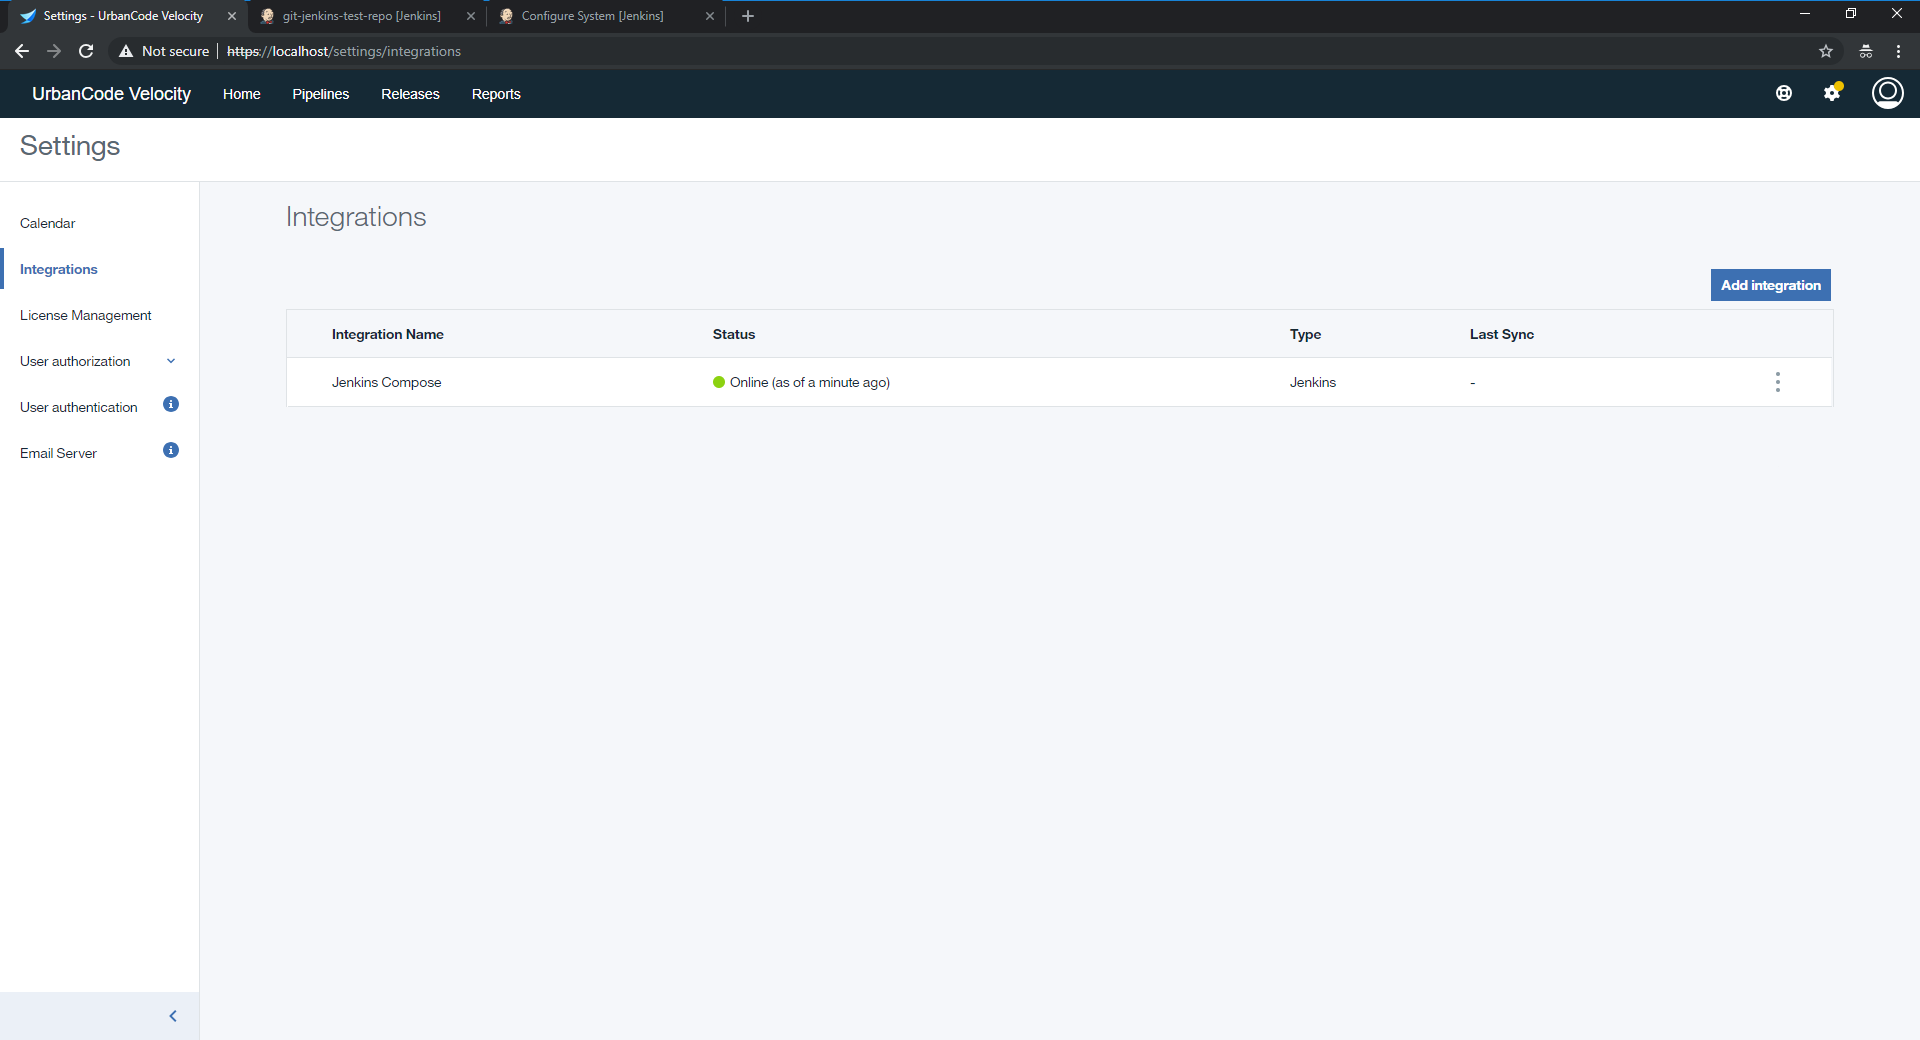 Settings - UrbanCode Velocity
git-jenkins-test-repo [Jenkins]
Configure System [Jenkins]
Not secure
https://localhost/settings/integrations
UrbanCode Velocity Home Pipelines Releases Reports
Settings
Calendar
Integrations
License Management
User authorization
User authentication
Email Server
Integrations
Add integration
Integration Name Status Type Last Sync
Jenkins Compose Online (as of a minute ago) Jenkins -